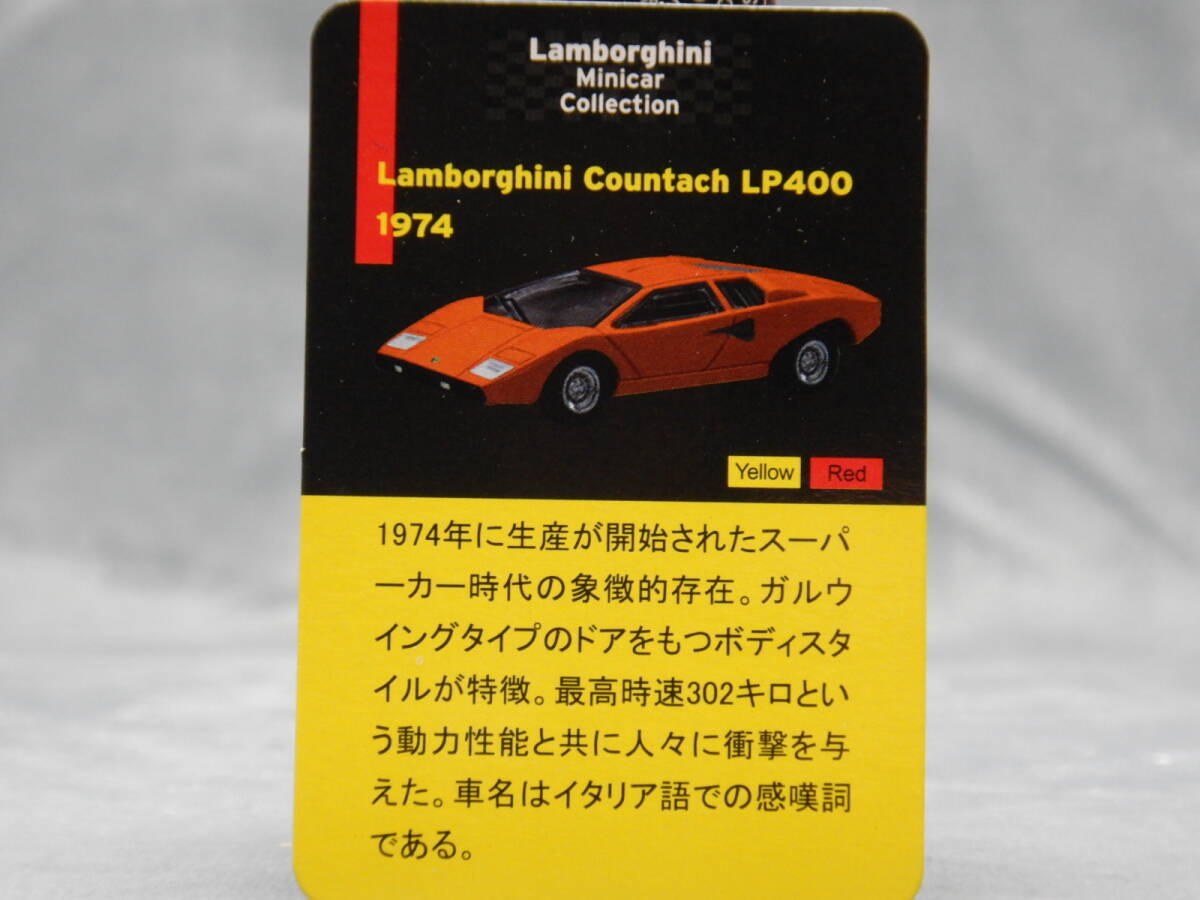 Lamborghini
Minicar
Collection
Lamborghini Countach LP400
1974
Yellow Red
1974年に生産が開始されたスーパ
ーカー時代の象徴的存在。ガルウ
イングタイプのドアをもつボディスタ
イルが特徴。最高時速302キロとい
う動力性能と共に人々に衝撃を与
えた。車名はイタリア語での感嘆詞
である。